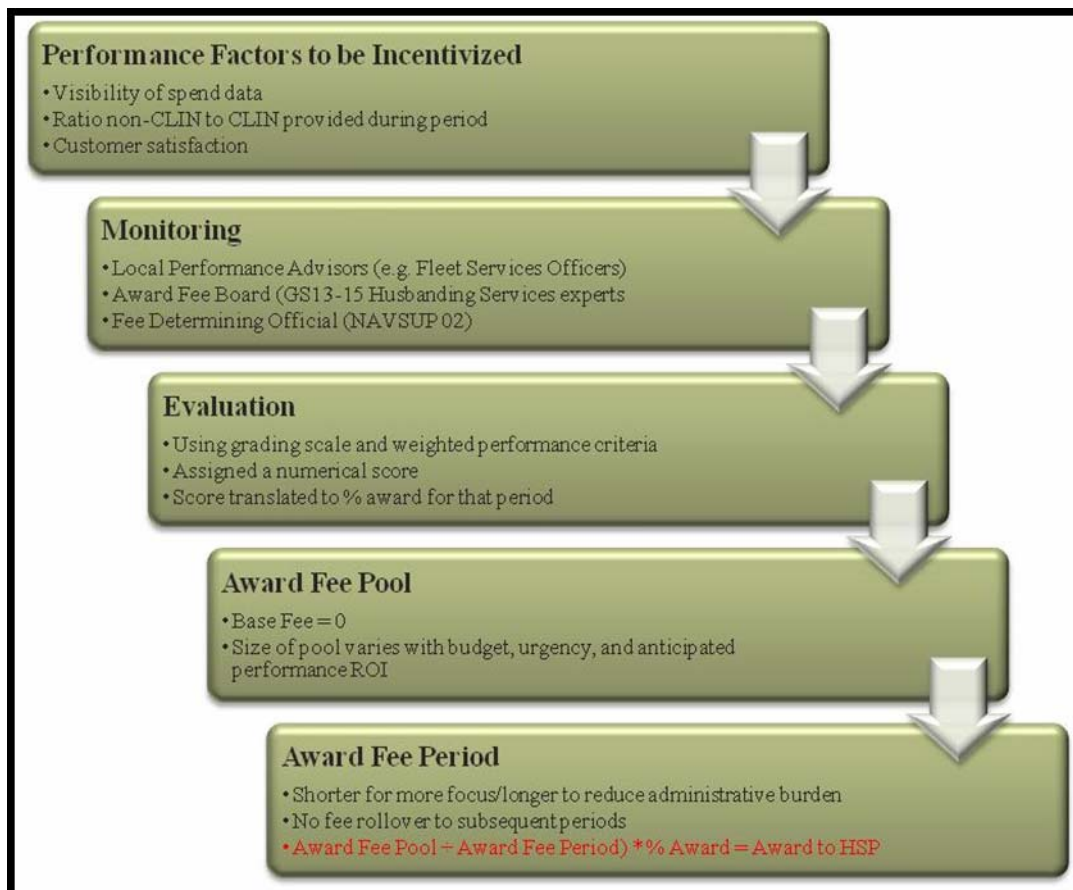 Performance Factors to be Incentivized
• Visibility of spend data
• Ratio non-CLIN to CLIN provided during period
• Customer satisfaction
Monitoring
• Local Performance Advisors (e.g. Fleet Services Officers)
• Award Fee Board (GS13-15 Husbanding Services experts
• Fee Determining Official (NAVSUP 02)
Evaluation
• Using grading scale and weighted performance criteria
• Assigned a numerical score
• Score translated to % award for that period
Award Fee Pool
• Base Fee = 0
• Size of pool varies with budget, urgency, and anticipated
performance ROI
Award Fee Period
• Shorter for more focus/longer to reduce administrative burden
• No fee rollover to subsequent periods
• Award Fee Pool ÷ Award Fee Period) *% Award = Award to HSP